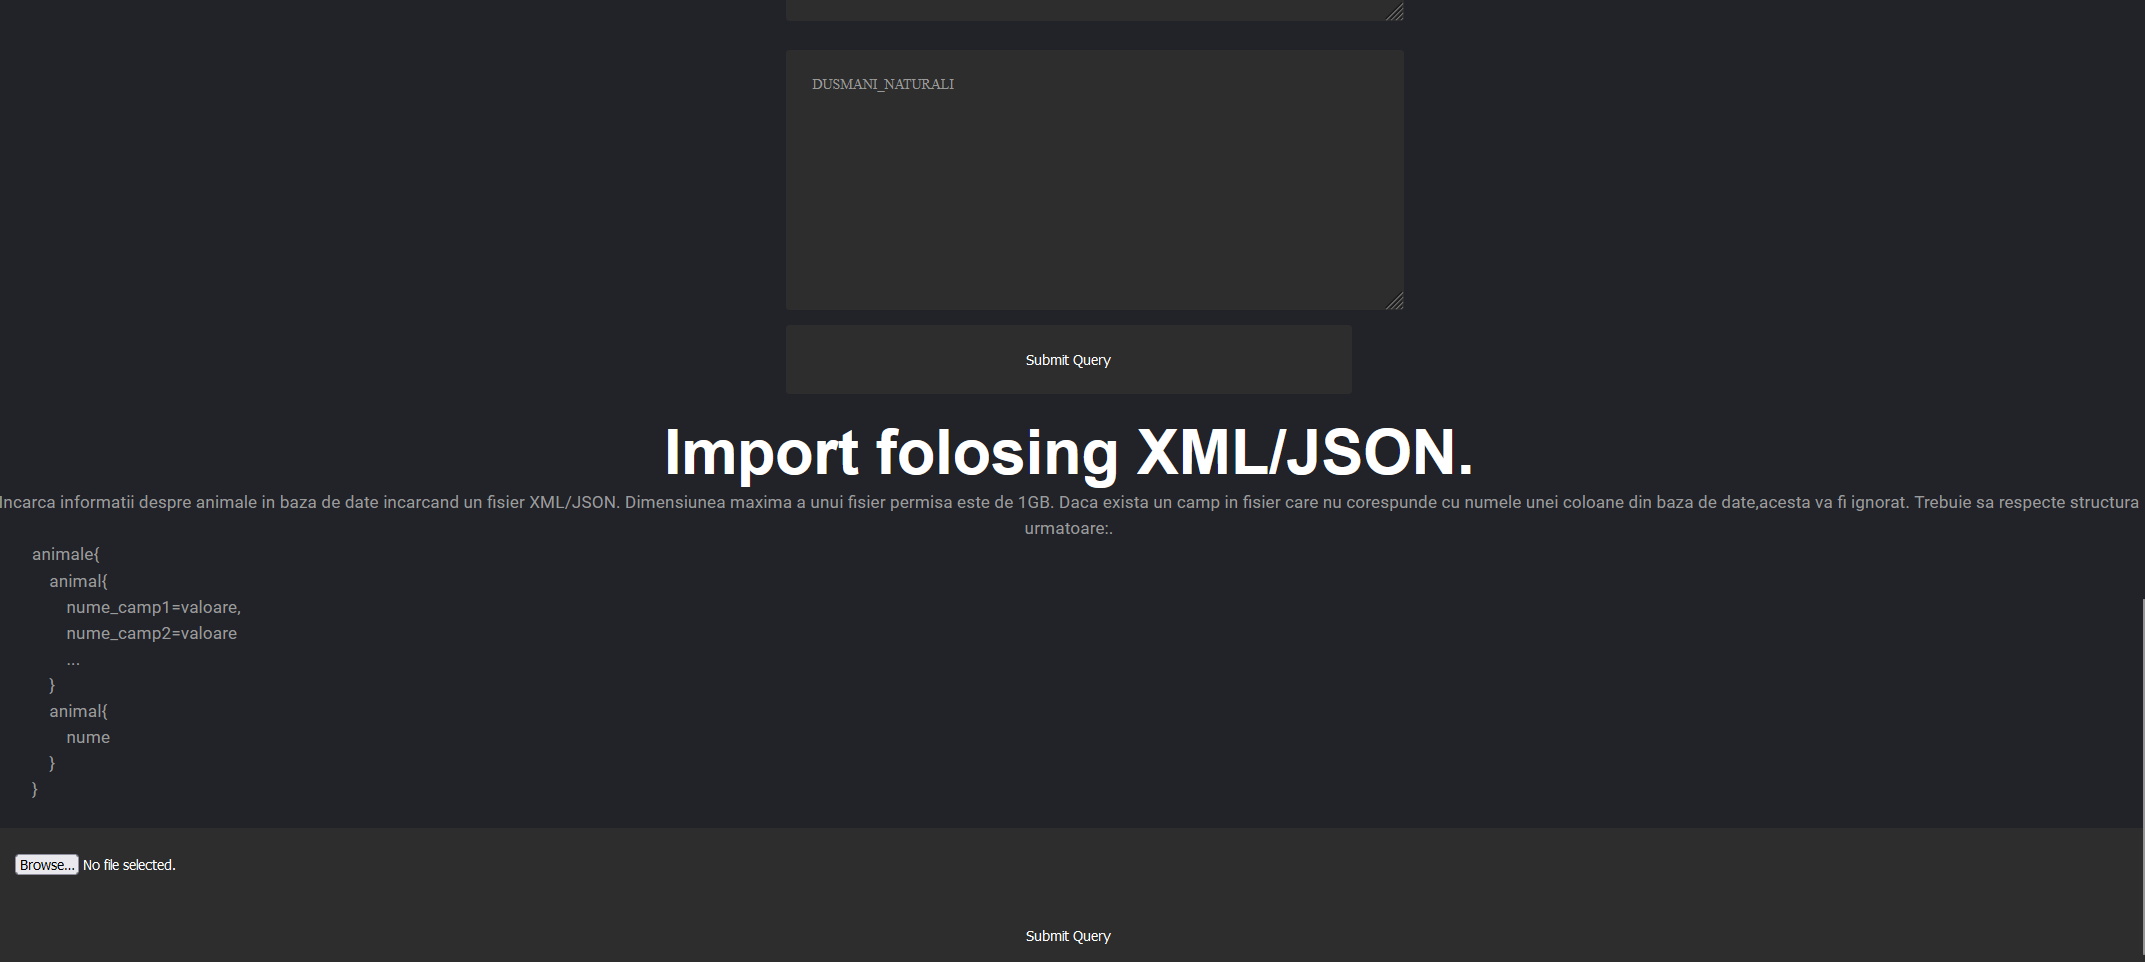 DUSMANI_NATURALI
Submit Query
Import folosing XML/JSON.
Incarca informatii despre animale in baza de date incarcand un fisier XML/JSON. Dimensiunea maxima a unui fisier permisa este de 1GB. Daca exista un camp in fisier care nu corespunde cu numele unei coloane din baza de date,acesta va fi ignorat. Trebuie sa respecte structura
urmatoare:.
animale{
animal{
nume_camp1=valoare,
nume_camp2=valoare
...
}
animal{
nume
}
}
Browse... No file selected.
Submit Query